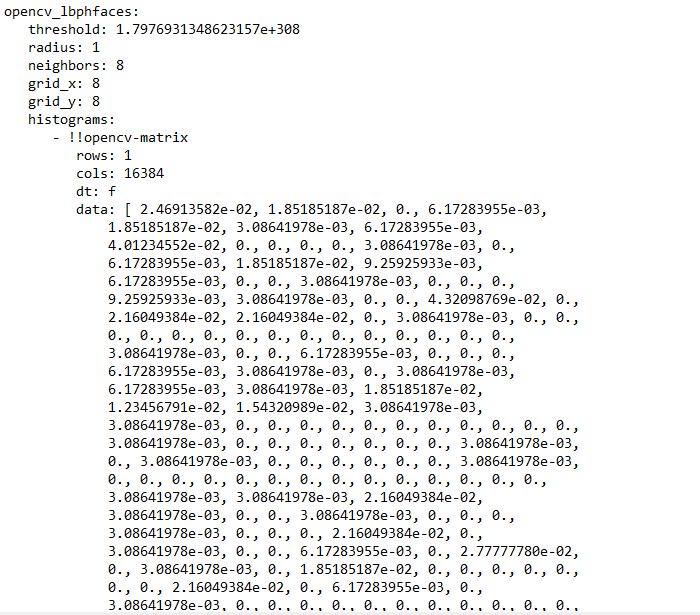 opencv_lbphfaces:
threshold: 1.7976931348623157e+308
radius: 1
neighbors: 8
grid_x: 8
grid_y: 8
histograms:
- !!opencv-matrix
rows: 1
cols: 16384
dt: f
data: [ 2.46913582e-02, 1.85185187e-02, 0., 6.17283955e-03,
1.85185187e-02, 3.08641978e-03, 6.17283955e-03,
4.01234552e-02, 0., 0., 0., 0., 3.08641978e-03, 0.,
6.17283955e-03, 1.85185187e-02, 9.25925933e-03,
6.17283955e-03, 0., 0., 3.08641978e-03, 0., 0., 0.,
9.25925933e-03, 3.08641978e-03, 0., 0., 4.32098769e-02, 0.,
2.16049384e-02, 2.16049384e-02, 0., 3.08641978e-03, 0., 0.,
0., 0., 0., 0., 0., 0., 0., 0., 0., 0., 0., 0., 0.,
3.08641978e-03, 0., 0., 6.17283955e-03, 0., 0., 0.,
6.17283955e-03, 3.08641978e-03, 0., 3.08641978e-03,
6.17283955e-03, 3.08641978e-03, 1.85185187e-02,
1.23456791e-02, 1.54320989e-02, 3.08641978e-03,
3.08641978e-03, 0., 0., 0., 0., 0., 0., 0., 0., 0., 0., 0.,
3.08641978e-03, 0., 0., 0., 0., 0., 0., 0., 3.08641978e-03,
0., 3.08641978e-03, 0., 0., 0., 0., 0., 0., 3.08641978e-03,
0., 0., 0., 0., 0., 0., 0., 0., 0., 0., 0., 0., 0., 0.,
3.08641978e-03, 3.08641978e-03, 2.16049384e-02,
3.08641978e-03, 0., 0., 3.08641978e-03, 0., 0., 0.,
3.08641978e-03, 0., 0., 0., 2.16049384e-02, 0.,
3.08641978e-03, 0., 0., 6.17283955e-03, 0., 2.77777780e-02,
0., 3.08641978e-03, 0., 1.85185187e-02, 0., 0., 0., 0., 0.,
0., 0., 2.16049384e-02, 0., 6.17283955e-03, 0.,
3.08641978e-03, 0., 0., 0., 0., 0., 0., 0., 0., 0., 0., 0.,